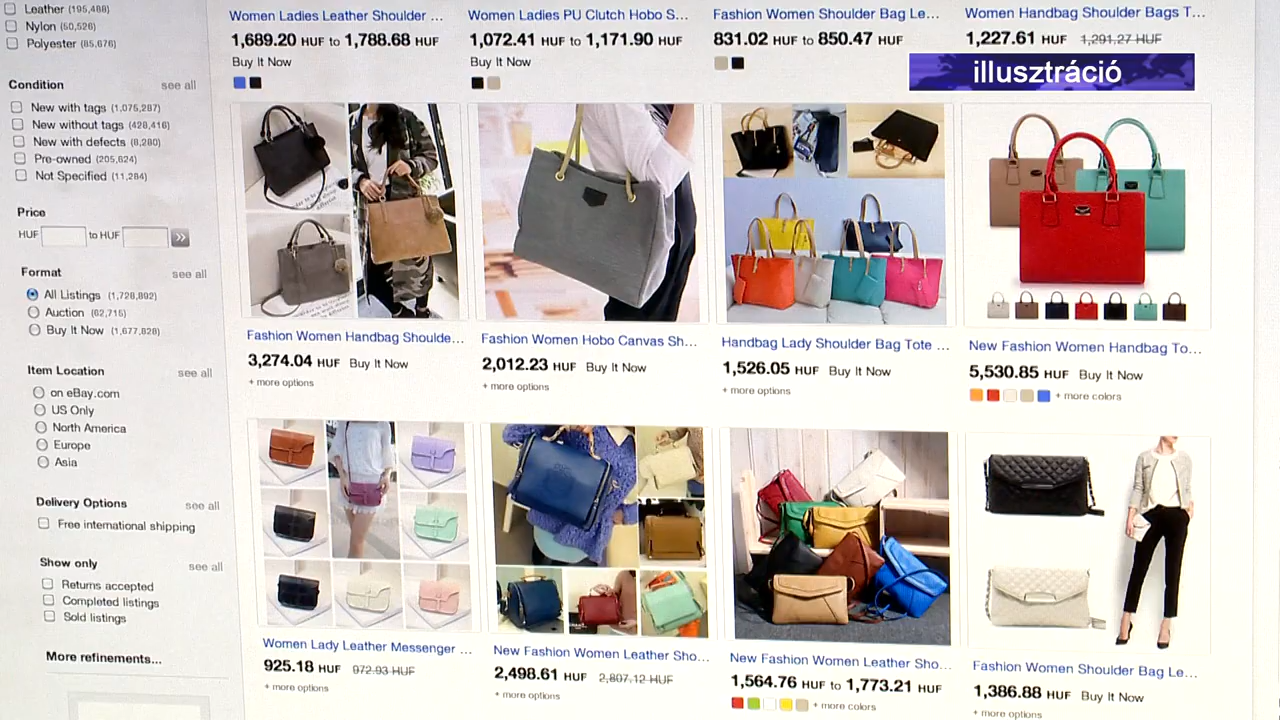 Leather (195,488)
Nylon (50,526)
Polyester (85,676)
Condition see all
New with tags (1,075,287)
New without tags (428,416)
New with defects (8,280)
Pre-owned (205,624)
Not Specified (11,284)
Price
HUF to HUF »
Format see all
All Listings (1,728,892)
Auction (62,715)
Buy It Now (1,677,828)
Item Location see all
on eBay.com
US Only
North America
Europe
Asia
Delivery Options see all
Free international shipping
Show only see all
Returns accepted
Completed listings
Sold listings
More refinements...
Women Ladies Leather Shoulder ...
1,689.20 HUF to 1,788.68 HUF
Buy It Now
Women Ladies PU Clutch Hobo S...
1,072.41 HUF to 1,171.90 HUF
Buy It Now
Fashion Women Shoulder Bag Le...
831.02 HUF to 850.47 HUF
Women Handbag Shoulder Bags T...
1,227.61 HUF 1,291.27 HUF
illusztráció
Fashion Women Handbag Shoulde...
3,274.04 HUF Buy It Now
+ more options
Fashion Women Hobo Canvas Sh...
2,012.23 HUF Buy It Now
+ more options
Handbag Lady Shoulder Bag Tote ...
1,526.05 HUF Buy It Now
+ more options
New Fashion Women Handbag To...
5,530.85 HUF Buy It Now
+ more colors
Women Lady Leather Messenger ...
925.18 HUF 972.93 HUF
+ more options
New Fashion Women Leather Sho...
2,498.61 HUF 2,807.12 HUF
+ more options
New Fashion Women Leather Sho...
1,564.76 HUF to 1,773.21 HUF
+ more colors
Fashion Women Shoulder Bag Le...
1,386.88 HUF Buy It Now
+ more options